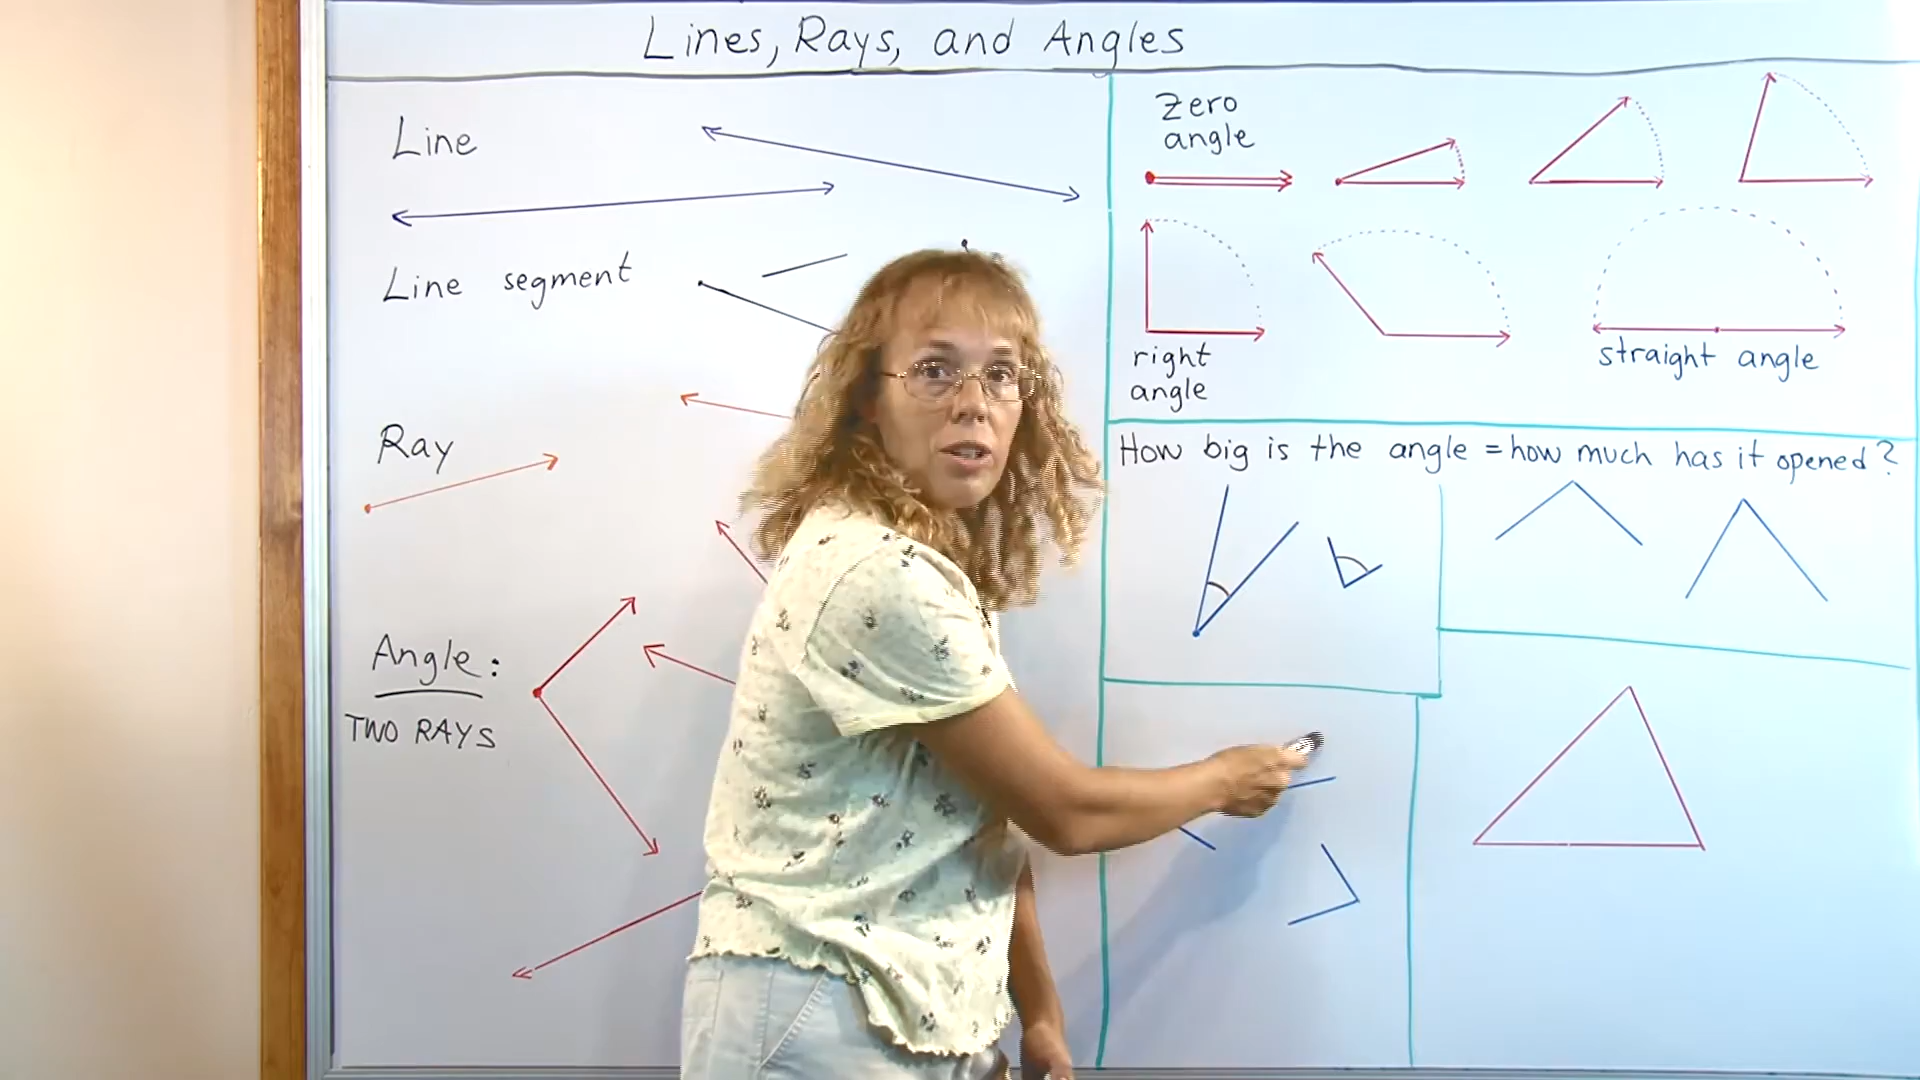 Lines, Rays, and Angles
Line
Line segment
Ray
Angle:
TWO RAYS
Zero
angle
right
angle
straight angle
How big is the angle = how much has it opened?